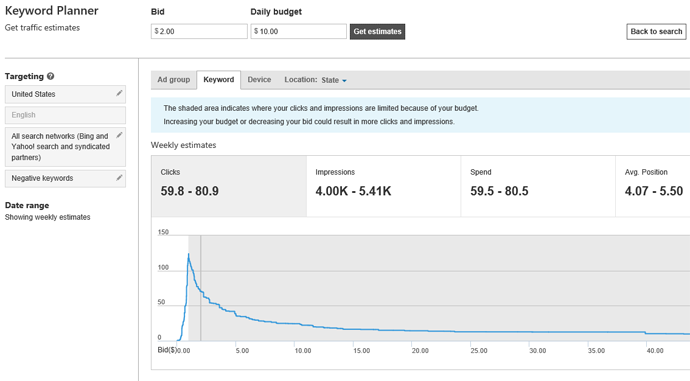 Keyword Planner
Get traffic estimates
Bid
Daily budget
$ 2.00
$ 10.00
Get estimates
Back to search
Targeting
United States
English
All search networks (Bing and
Yahoo! search and syndicated
partners)
Negative keywords
Date range
Showing weekly estimates
Ad group
Keyword
Device
Location: State
The shaded area indicates where your clicks and impressions are limited because of your budget.
Increasing your budget or decreasing your bid could result in more clicks and impressions.
Weekly estimates
Clicks
59.8 - 80.9
Impressions
4.00K - 5.41K
Spend
59.5 - 80.5
Avg. Position
4.07 - 5.50
150
100
50
0
Bid($)0.00 5.00 10.00 15.00 20.00 25.00 30.00 35.00 40.00